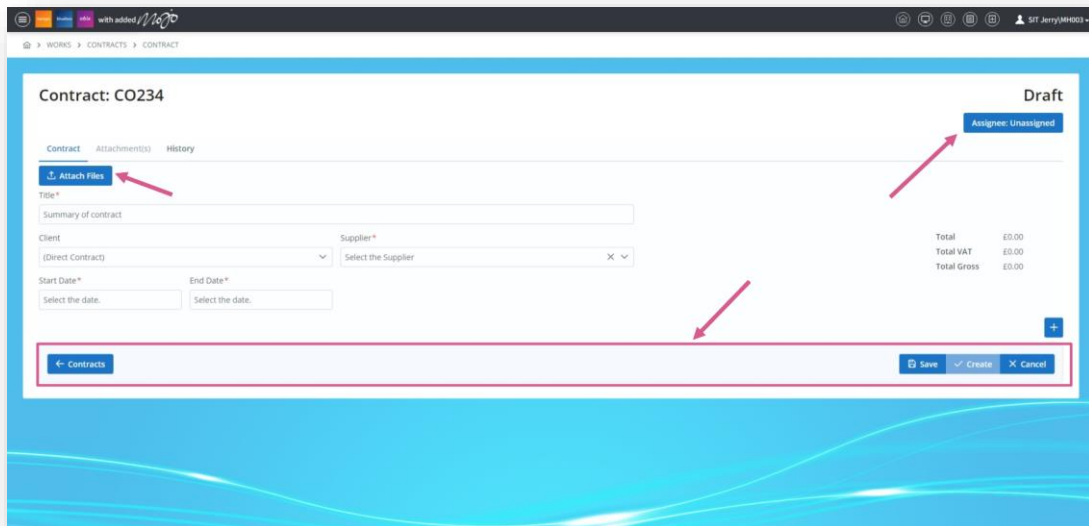 with added Mojo
SIT Jerry\MH003
WORKS > CONTRACTS > CONTRACT
Contract: CO234
Draft
Assignee: Unassigned
Contract Attachment(s) History
Attach Files
Title*
Summary of contract
Client
Supplier*
(Direct Contract)
Select the Supplier
Start Date*
End Date*
Select the date.
Select the date.
Total £0.00
Total VAT £0.00
Total Gross £0.00
← Contracts
Save
Create
Cancel